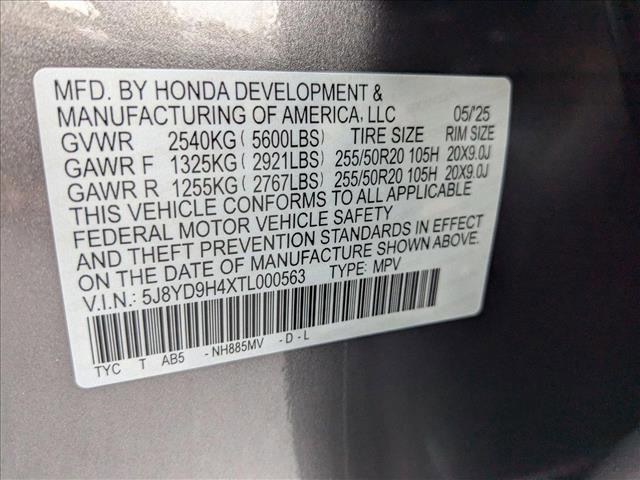 MFD. BY HONDA DEVELOPMENT &
MANUFACTURING OF AMERICA, LLC 05/'25
GVWR 2540KG ( 5600LBS) TIRE SIZE RIM SIZE
GAWR F 1325KG ( 2921LBS) 255/50R20 105H 20X9.0J
GAWR R 1255KG ( 2767LBS) 255/50R20 105H 20X9.0J
THIS VEHICLE CONFORMS TO ALL APPLICABLE
FEDERAL MOTOR VEHICLE SAFETY
AND THEFT PREVENTION STANDARDS IN EFFECT
ON THE DATE OF MANUFACTURE SHOWN ABOVE.
V.I.N.: 5J8YD9H4XTL000563 TYPE: MPV
TYC T AB5 -NH885MV -D-L